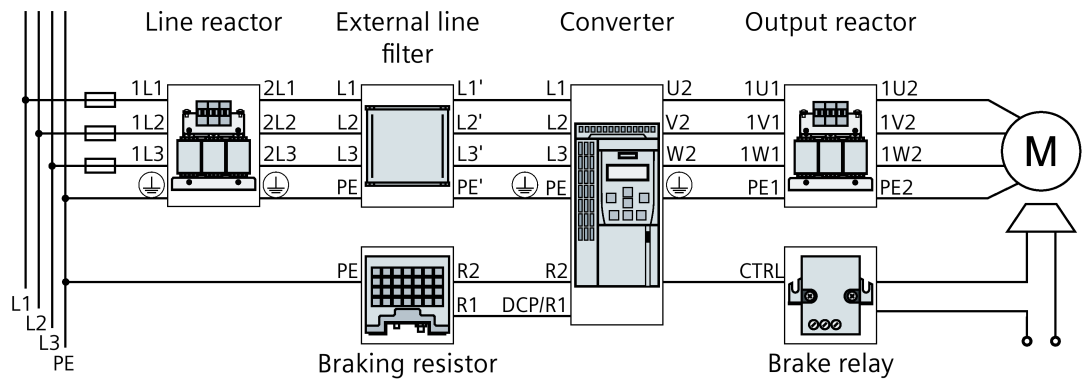 Line reactor External line filter Converter Output reactor
1L1 2L1 L1 L1' L1 U2 1U1 1U2
1L2 2L2 L2 L2' L2 V2 1V1 1V2
1L3 2L3 L3 L3' L3 W2 1W1 1W2
PE PE' PE PE1 PE2
M
PE R2 R2 CTRL
R1 DCP/R1
L1
L2
L3
PE
Braking resistor Brake relay